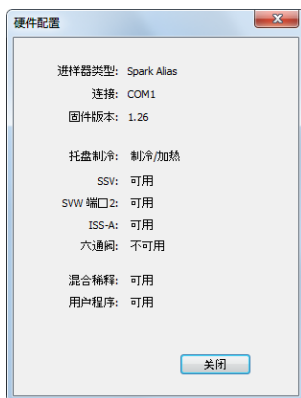 硬件配置
进样器类型: Spark Alias
连接: COM1
固件版本: 1.26
托盘制冷: 制冷/加热
SSV: 可用
SVW 端口2: 可用
ISS-A: 可用
六通阀: 不可用
混合稀释: 可用
用户程序: 可用
关闭